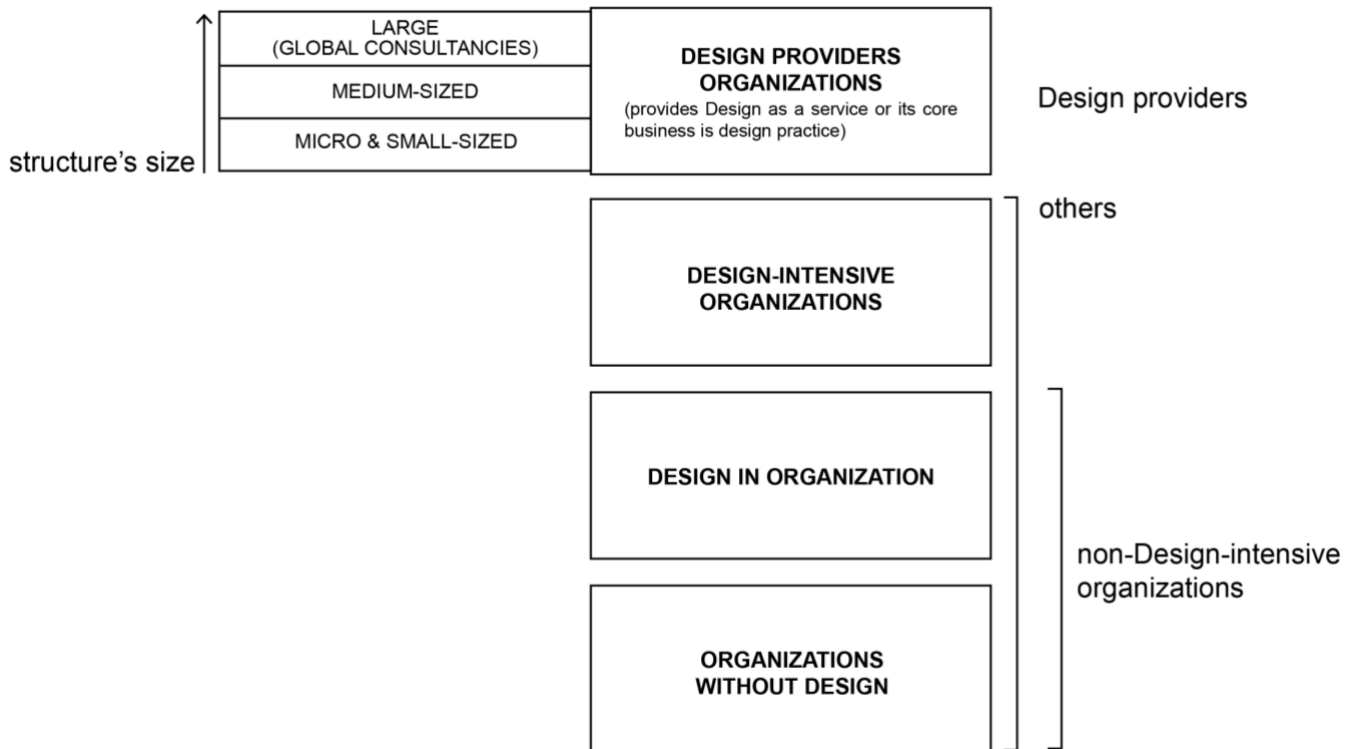 LARGE
(GLOBAL CONSULTANCIES)
MEDIUM-SIZED
MICRO & SMALL-SIZED
structure's size
DESIGN PROVIDERS
ORGANIZATIONS
(provides Design as a service or its core
business is design practice)
Design providers
others
DESIGN-INTENSIVE
ORGANIZATIONS
DESIGN IN ORGANIZATION
non-Design-intensive
organizations
ORGANIZATIONS
WITHOUT DESIGN